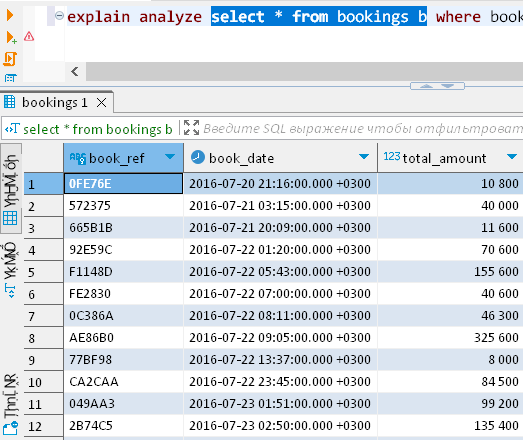 explain analyze select * from bookings b where book
bookings 1
select * from bookings b Введите SQL выражение чтобы отфильтроват
book_ref book_date total_amount
1 0FE76E 2016-07-20 21:16:00.000 +0300 10 800
2 572375 2016-07-21 03:15:00.000 +0300 40 000
3 665B1B 2016-07-21 20:09:00.000 +0300 11 600
4 92E59C 2016-07-22 01:20:00.000 +0300 70 600
5 F1148D 2016-07-22 05:43:00.000 +0300 155 600
6 FE2830 2016-07-22 07:00:00.000 +0300 40 600
7 0C386A 2016-07-22 08:11:00.000 +0300 46 300
8 AE86B0 2016-07-22 09:05:00.000 +0300 325 600
9 77BF98 2016-07-22 13:37:00.000 +0300 8 000
10 CA2CAA 2016-07-22 23:45:00.000 +0300 84 500
11 049AA3 2016-07-23 01:51:00.000 +0300 99 200
12 2B74C5 2016-07-23 02:50:00.000 +0300 135 400